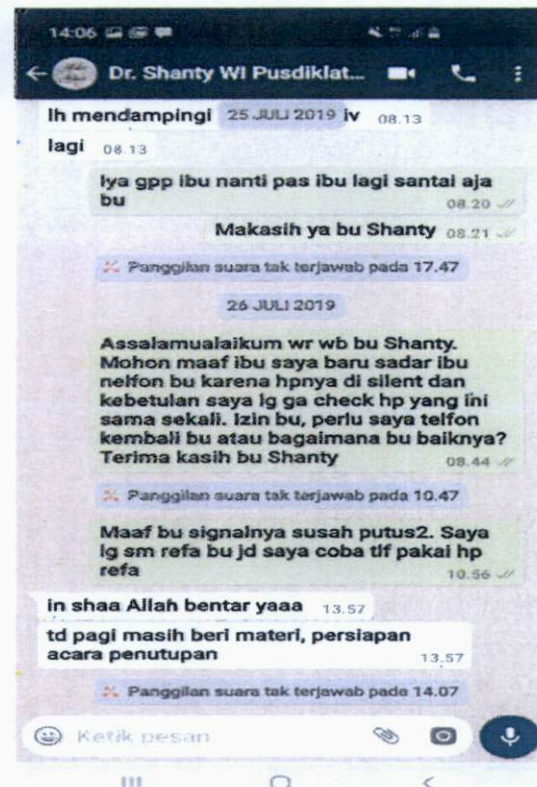 14:06
Dr. Shanty WI Pusdiklat...
lh mendampingi 25 JULI 2019 iv 08.13
lagi 08.13
Iya gpp ibu nanti pas ibu lagi santai aja
bu 08.20
Makasih ya bu Shanty 08.21
Panggilan suara tak terjawab pada 17.47
26 JULI 2019
Assalamualaikum wr wb bu Shanty.
Mohon maaf ibu saya baru sadar ibu
nelfon bu karena hpnya di silent dan
kebetulan saya lg ga check hp yang ini
sama sekali. Izin bu, perlu saya telfon
kembali bu atau bagaimana bu baiknya?
Terima kasih bu Shanty 08.44
Panggilan suara tak terjawab pada 10.47
Maaf bu signalnya susah putus2. Saya
lg sm refa bu jd saya coba tlf pakai hp
refa 10.56
in shaa Allah bentar yaaa 13.57
td pagi masih beri materi, persiapan
acara penutupan 13.57
Panggilan suara tak terjawab pada 14.07
Ketik pesan